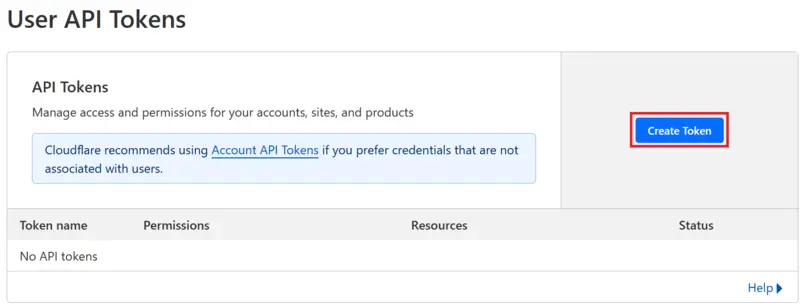 User API Tokens
API Tokens
Manage access and permissions for your accounts, sites, and products
Create Token
Cloudflare recommends using Account API Tokens if you prefer credentials that are not
associated with users.
Token name Permissions Resources Status
No API tokens
Help